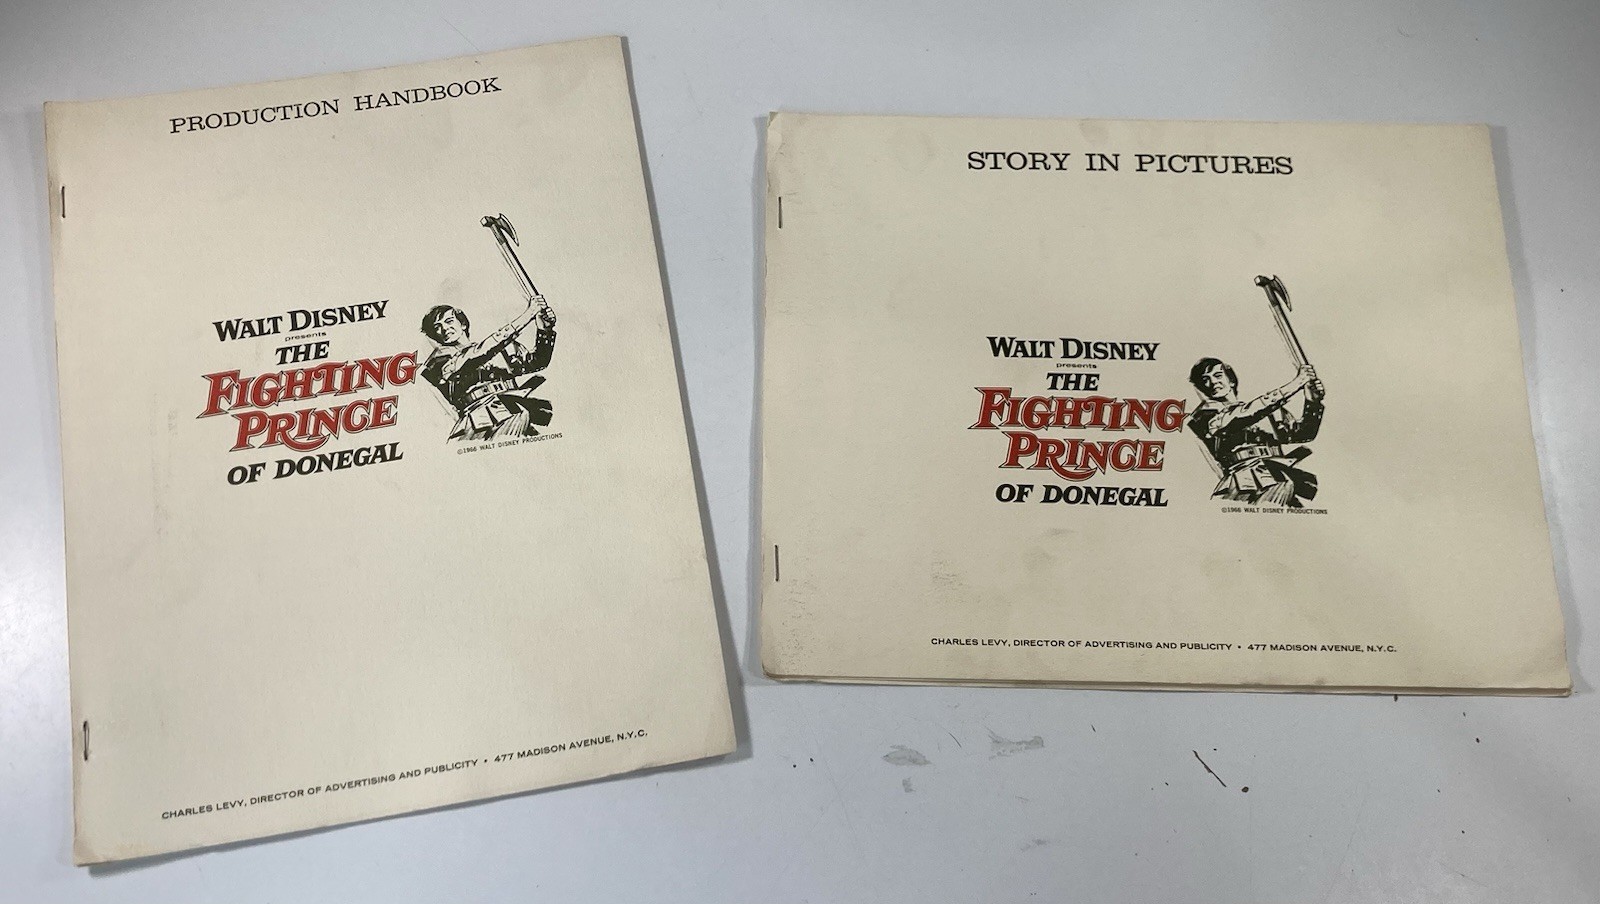 PRODUCTION HANDBOOK
WALT DISNEY
presents
THE
FIGHTING
PRINCE
OF DONEGAL
©1966 WALT DISNEY PRODUCTIONS
CHARLES LEVY, DIRECTOR OF ADVERTISING AND PUBLICITY • 477 MADISON AVENUE, N.Y.C.
STORY IN PICTURES
WALT DISNEY
presents
THE
FIGHTING
PRINCE
OF DONEGAL
©1966 WALT DISNEY PRODUCTIONS
CHARLES LEVY, DIRECTOR OF ADVERTISING AND PUBLICITY • 477 MADISON AVENUE, N.Y.C.